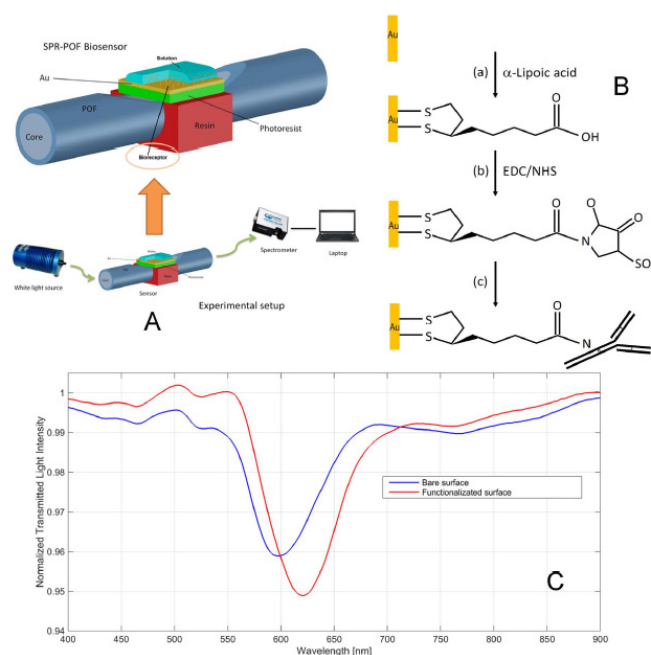 SPR-POF Biosensor
Solution
Au
POF
Core
Resin
Photoresist
Bioreceptor
Spectrometer
Laptop
White light source
Sensor
Experimental setup
A
B
Au
(a) α-Lipoic acid
Au
S
S
O
OH
(b) EDC/NHS
Au
S
S
O
N
O
O
SO
(c)
Au
S
S
O
N
Normalized Transmitted Light Intensity
1
0.99
0.98
0.97
0.96
0.95
0.94
Bare surface
Functionalizated surface
C
400 450 500 550 600 650 700 750 800 850 900
Wavelength [nm]